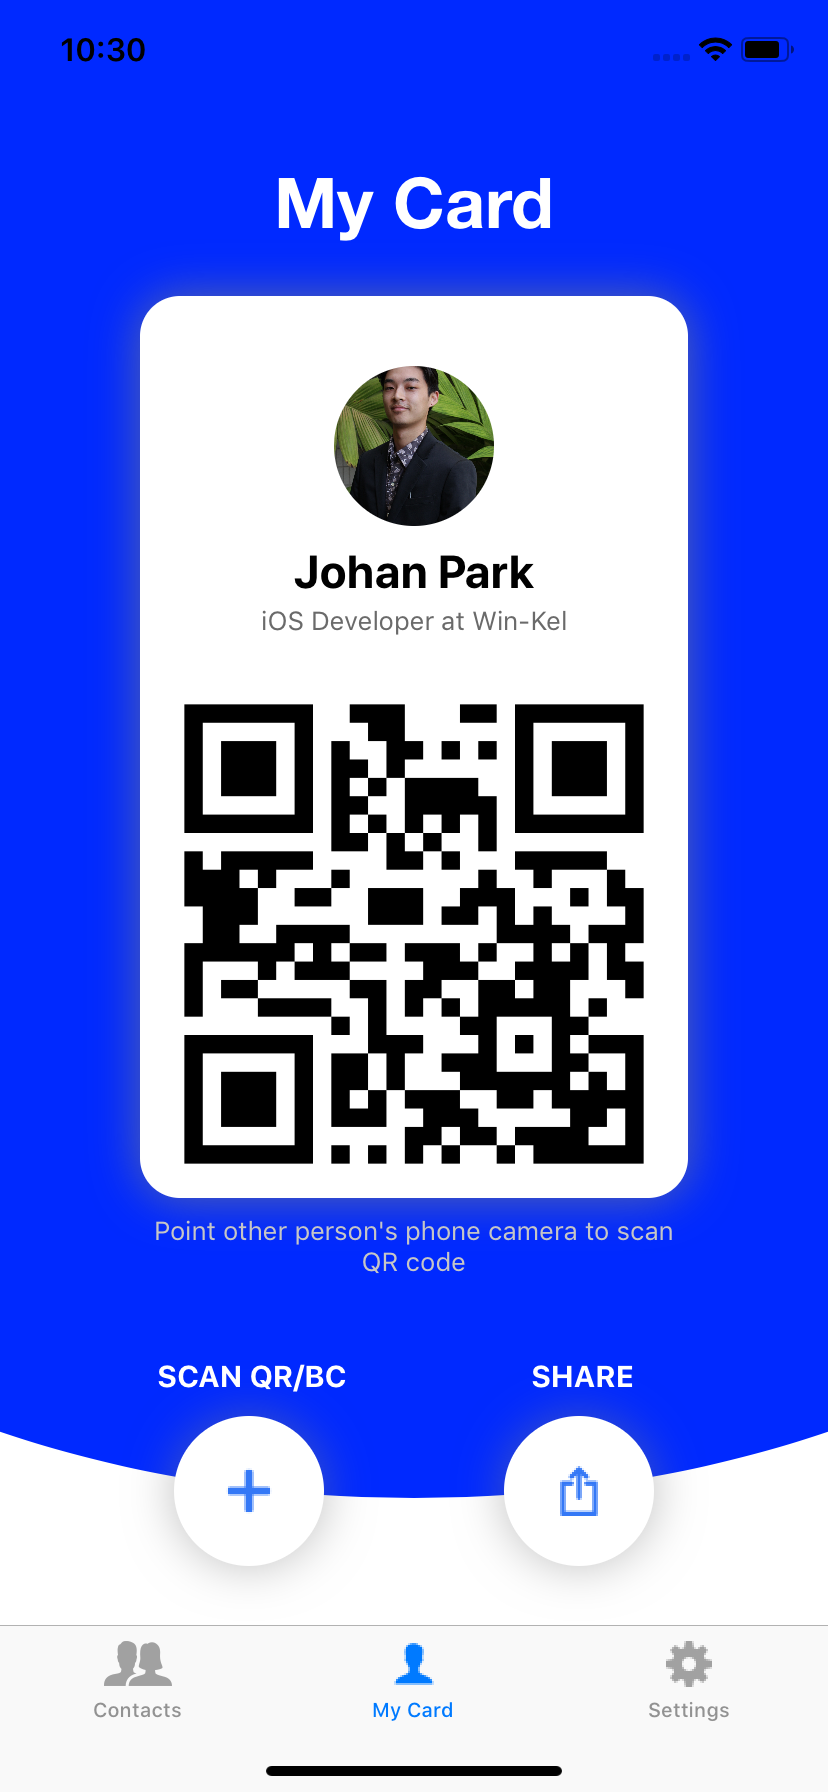 10:30
My Card
Johan Park
iOS Developer at Win-Kel
Point other person's phone camera to scan
QR code
SCAN QR/BC
SHARE
Contacts
My Card
Settings